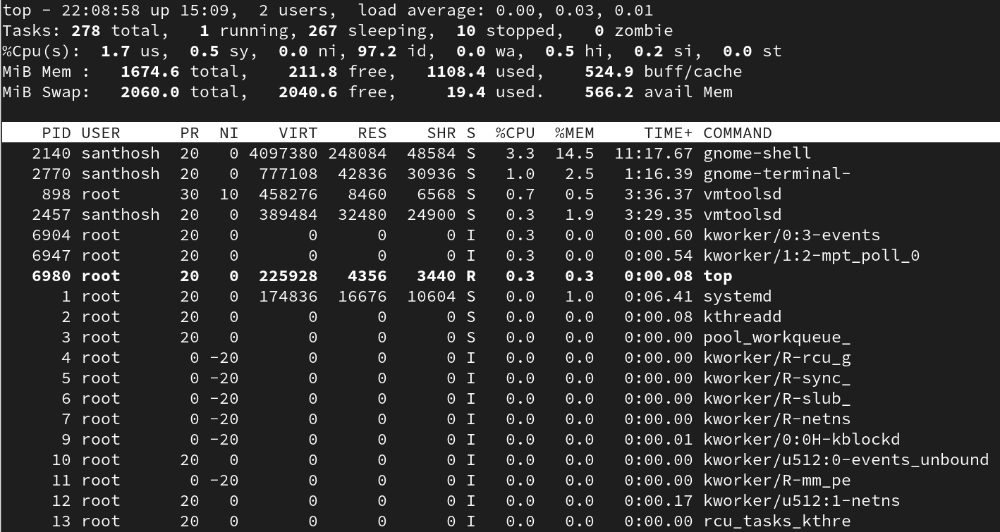 top - 22:08:58 up 15:09,  2 users,  load average: 0.00, 0.03, 0.01
Tasks: 278 total,   1 running, 267 sleeping,  10 stopped,   0 zombie
%Cpu(s):  1.7 us,  0.5 sy,  0.0 ni, 97.2 id,  0.0 wa,  0.5 hi,  0.2 si,  0.0 st
MiB Mem :   1674.6 total,    211.8 free,   1108.4 used,    524.9 buff/cache
MiB Swap:   2060.0 total,   2040.6 free,     19.4 used.    566.2 avail Mem
    PID USER      PR  NI    VIRT    RES    SHR S  %CPU  %MEM     TIME+ COMMAND
   2140 santhosh  20   0 4097380 248084  48584 S   3.3  14.5  11:17.67 gnome-shell
   2770 santhosh  20   0  777108  42836  30936 S   1.0   2.5   1:16.39 gnome-terminal-
    898 root      30  10  458276   8460   6568 S   0.7   0.5   3:36.37 vmtoolsd
   2457 santhosh  20   0  389484  32480  24900 S   0.3   1.9   3:29.35 vmtoolsd
   6904 root      20   0       0      0      0 I   0.3   0.0   0:00.60 kworker/0:3-events
   6947 root      20   0       0      0      0 I   0.3   0.0   0:00.54 kworker/1:2-mpt_poll_0
   6980 root      20   0  225928   4356   3440 R   0.3   0.3   0:00.08 top
      1 root      20   0  174836  16676  10604 S   0.0   1.0   0:06.41 systemd
      2 root      20   0       0      0      0 S   0.0   0.0   0:00.08 kthreadd
      3 root      20   0       0      0      0 S   0.0   0.0   0:00.00 pool_workqueue_
      4 root       0 -20       0      0      0 I   0.0   0.0   0:00.00 kworker/R-rcu_g
      5 root       0 -20       0      0      0 I   0.0   0.0   0:00.00 kworker/R-sync_
      6 root       0 -20       0      0      0 I   0.0   0.0   0:00.00 kworker/R-slub_
      7 root       0 -20       0      0      0 I   0.0   0.0   0:00.00 kworker/R-netns
      9 root       0 -20       0      0      0 I   0.0   0.0   0:00.01 kworker/0:0H-kblockd
     10 root      20   0       0      0      0 I   0.0   0.0   0:00.00 kworker/u512:0-events_unbound
     11 root       0 -20       0      0      0 I   0.0   0.0   0:00.00 kworker/R-mm_pe
     12 root      20   0       0      0      0 I   0.0   0.0   0:00.17 kworker/u512:1-netns
     13 root      20   0       0      0      0 I   0.0   0.0   0:00.00 rcu_tasks_kthre